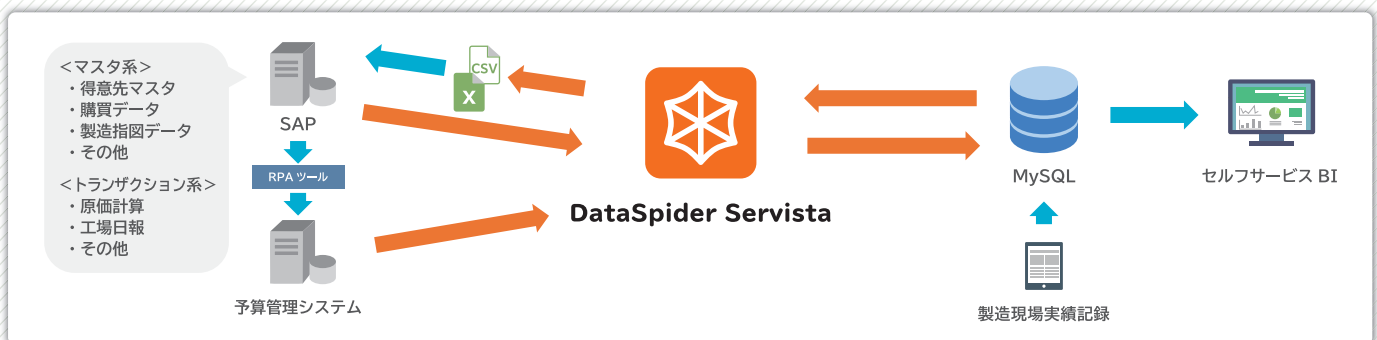 ＜マスタ系＞
・得意先マスタ
・購買データ
・製造指図データ
・その他
＜トランザクション系＞
・原価計算
・工場日報
・その他
SAP
RPA ツール
予算管理システム
CSV
X
DataSpider Servista
MySQL
製造現場実績記録
セルフサービス BI